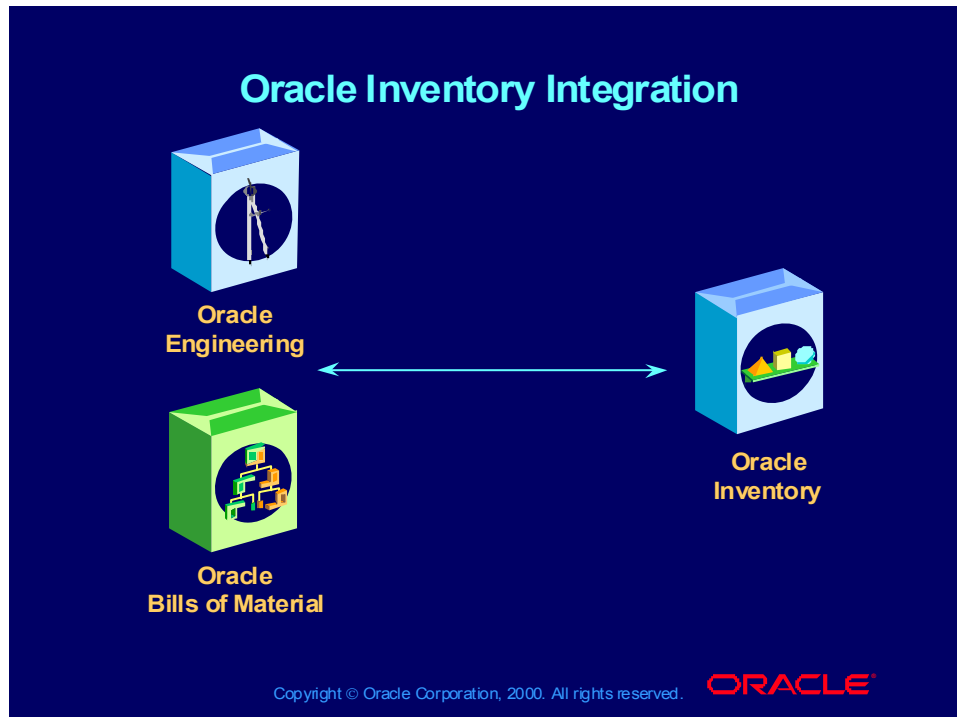 Oracle Inventory Integration
Oracle
Engineering
Oracle
Inventory
Oracle
Bills of Material
Copyright © Oracle Corporation, 2000. All rights reserved.
ORACLE®